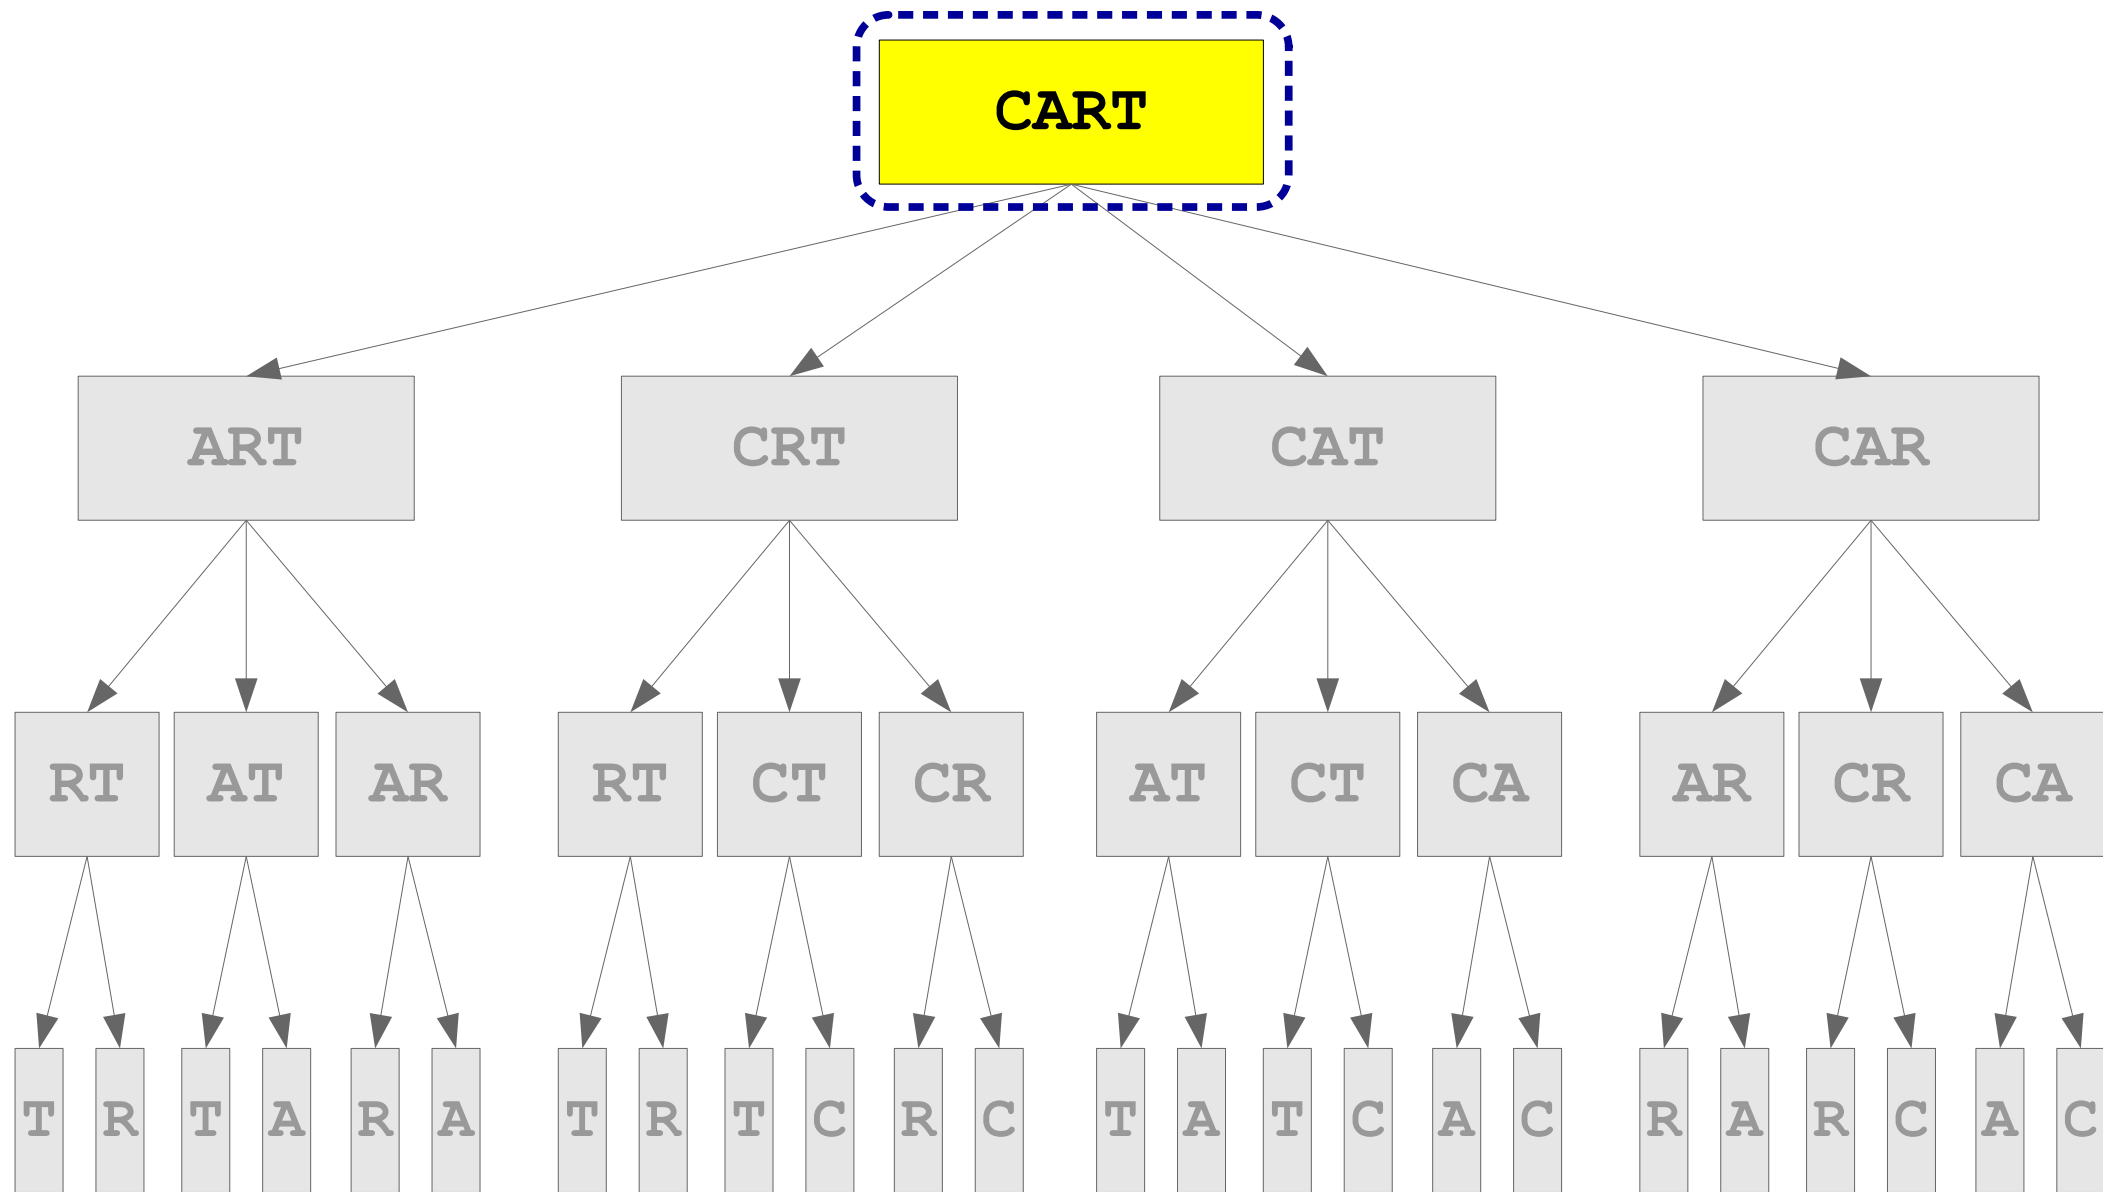 CART
ART CRT CAT CAR
RT AT AR RT CT CR AT CT CA AR CR CA
T R T A R A T R T C R C T A T C A C R A R C A C